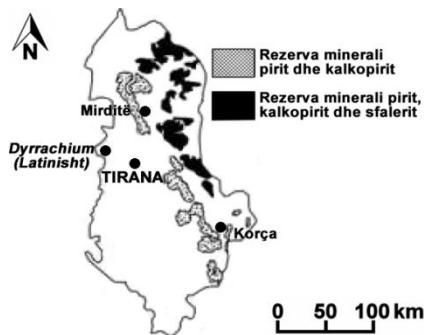 N
Rezerva minerali
pirit dhe kalkopirit
Rezerva minerali pirit,
kalkopirit dhe sfalerit
Mirditë
Dyrrachium
(Latinisht)
TIRANA
Korça
0 50 100 km